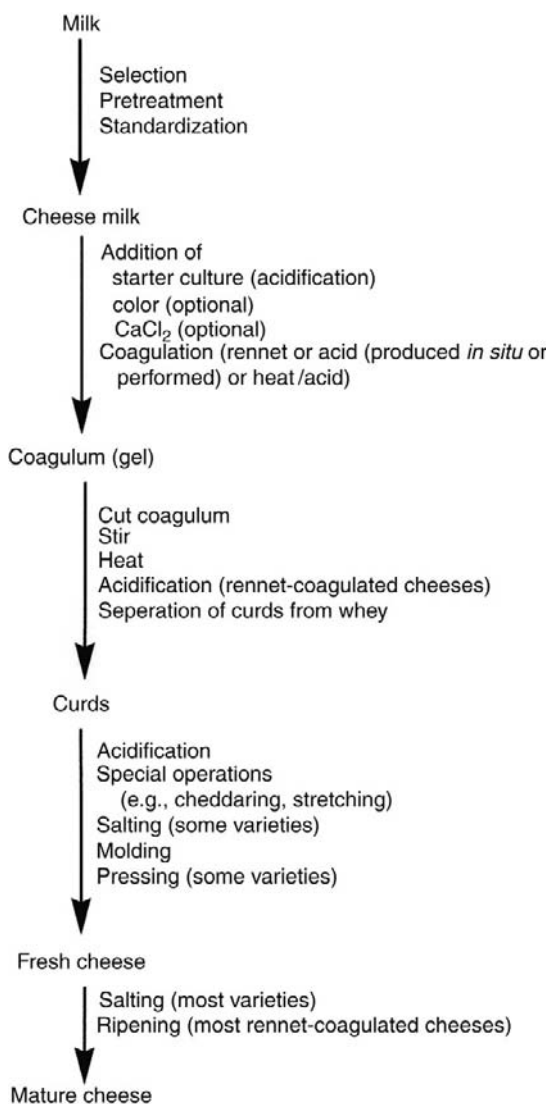 Milk
Selection
Pretreatment
Standardization
Cheese milk
Addition of
starter culture (acidification)
color (optional)
CaCl₂ (optional)
Coagulation (rennet or acid (produced in situ or
performed) or heat/acid)
Coagulum (gel)
Cut coagulum
Stir
Heat
Acidification (rennet-coagulated cheeses)
Seperation of curds from whey
Curds
Acidification
Special operations
(e.g., cheddaring, stretching)
Salting (some varieties)
Molding
Pressing (some varieties)
Fresh cheese
Salting (most varieties)
Ripening (most rennet-coagulated cheeses)
Mature cheese